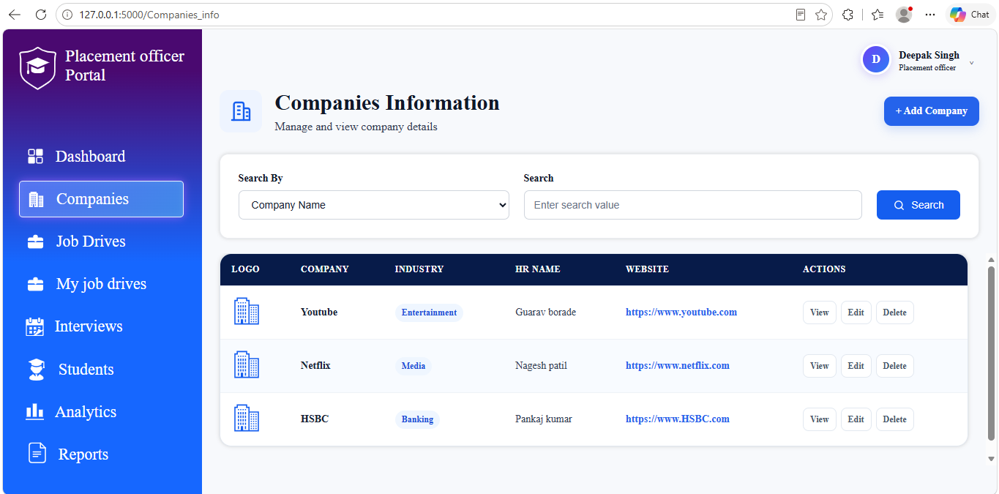 127.0.0.1:5000/Companies_info
Chat
Placement officer
Portal
Dashboard
Companies
Job Drives
My job drives
Interviews
Students
Analytics
Reports
D
Deepak Singh
Placement officer
Companies Information
Manage and view company details
+ Add Company
Search By
Search
Company Name
Enter search value
Search
LOGO COMPANY INDUSTRY HR NAME WEBSITE ACTIONS
Youtube Entertainment Guarav borade https://www.youtube.com View Edit Delete
Netflix Media Nagesh patil https://www.netflix.com View Edit Delete
HSBC Banking Pankaj kumar https://www.HSBC.com View Edit Delete